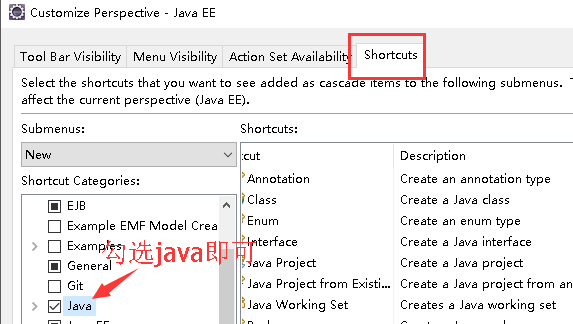 Customize Perspective - Java EE
Tool Bar Visibility Menu Visibility Action Set Availability Shortcuts
Select the shortcuts that you want to see added as cascade items to the following submenus.
affect the current perspective (Java EE).
Submenus: Shortcuts:
New
cut Description
Shortcut Categories:
Annotation Create an annotation type
EJB
Class Create a Java class
Example EMF Model Crea
Enum Create an enum type
Examples
Interface Create a Java interface
General
勾选java即可
Java Project Create a Java project
Git
Java Project from Existi... Create a Java project from an
Java
Java Working Set Creates a Java working set